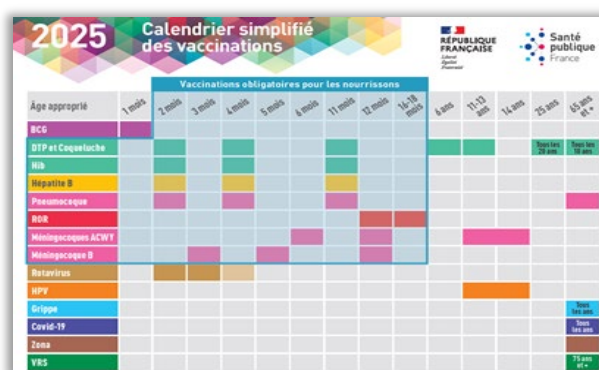 2025
Calendrier simplifié
des vaccinations
RÉPUBLIQUE
FRANÇAISE
Liberté
Égalité
Fraternité
Santé
publique
France
Vaccinations obligatoires pour les nourrissons
Âge approprié
1 mois
2 mois
3 mois
4 mois
5 mois
6 mois
11 mois
12 mois
16-18
mois
6 ans
11-13
ans
14 ans
25 ans
65 ans
et +
BCG
DTP et Coqueluche
Tous les
20 ans
Tous les
10 ans
Hib
Hépatite B
Pneumocoque
ROR
Méningocoques ACWY
Méningocoque B
Rotavirus
HPV
Grippe
Tous
les ans
Covid-19
Tous
les ans
Zona
VRS
75 ans
et +